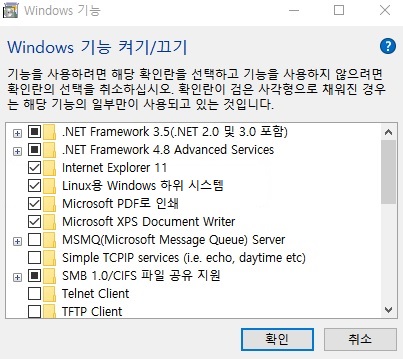 Windows 기능
Windows 기능 켜기/끄기
기능을 사용하려면 해당 확인란을 선택하고 기능을 사용하지 않으려면
확인란의 선택을 취소하십시오. 확인란이 검은 사각형으로 채워진 경우
는 해당 기능의 일부만이 사용되고 있는 것입니다.
.NET Framework 3.5(.NET 2.0 및 3.0 포함)
.NET Framework 4.8 Advanced Services
Internet Explorer 11
Linux용 Windows 하위 시스템
Microsoft PDF로 인쇄
Microsoft XPS Document Writer
MSMQ(Microsoft Message Queue) Server
Simple TCPIP services (i.e. echo, daytime etc)
SMB 1.0/CIFS 파일 공유 지원
Telnet Client
TFTP Client
확인 취소